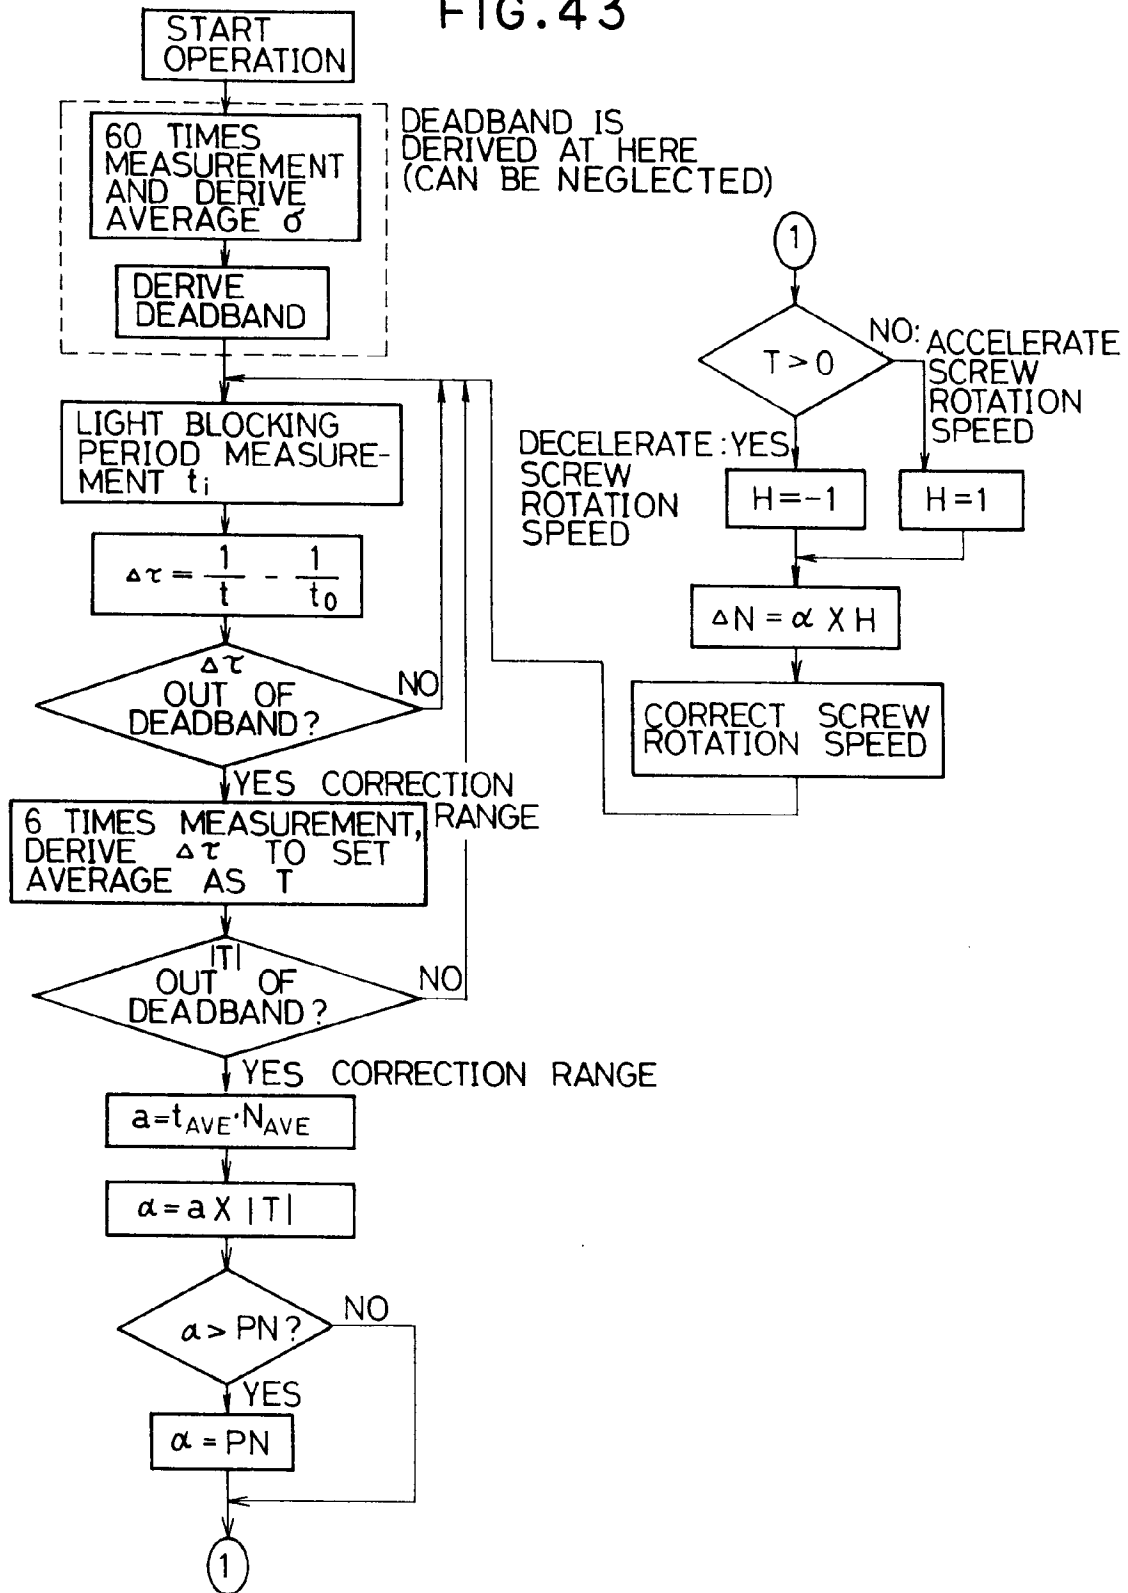 FIG.43
START
OPERATION
60 TIMES
MEASUREMENT
AND DERIVE
AVERAGE σ
DEADBAND IS
DERIVED AT HERE
(CAN BE NEGLECTED)
DERIVE
DEADBAND
LIGHT BLOCKING
PERIOD MEASURE-
MENT ti
Δτ = 1/t - 1/t0
Δτ
OUT OF
DEADBAND?
NO
YES CORRECTION
RANGE
6 TIMES MEASUREMENT,
DERIVE Δτ TO SET
AVERAGE AS T
|T|
OUT OF
DEADBAND?
NO
YES CORRECTION RANGE
a=tAVE·NAVE
α=a X |T|
α> PN?
NO
YES
α = PN
1
1
T>0
NO: ACCELERATE
SCREW
ROTATION
SPEED
DECELERATE:YES
SCREW
ROTATION
SPEED
H=-1
H=1
ΔN = α X H
CORRECT SCREW
ROTATION SPEED